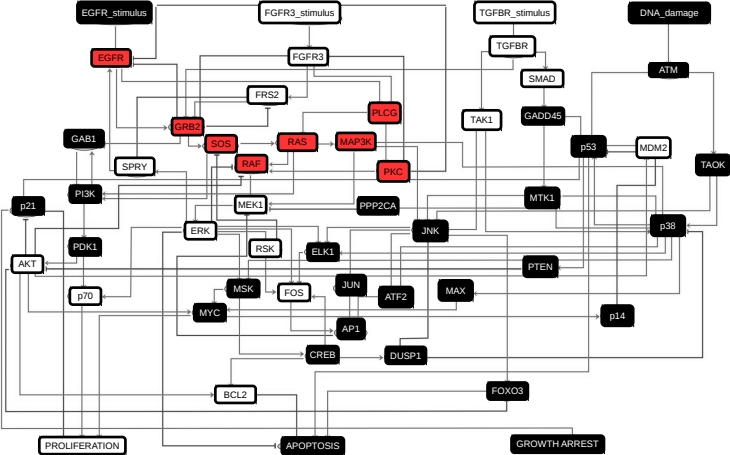 EGFR_stimulus
FGFR3_stimulus
TGFBR_stimulus
DNA_damage
EGFR
FGFR3
TGFBR
SMAD
ATM
FRS2
PLCG
GADD45
TAK1
GRB2
GAB1
SOS
RAS
MAP3K
p53
MDM2
SPRY
RAF
PKC
TAOK
p21
PI3K
MEK1
PPP2CA
MTK1
ERK
JNK
p38
PDK1
RSK
ELK1
AKT
PTEN
p70
MSK
FOS
JUN
ATF2
MAX
MYC
AP1
p14
CREB
DUSP1
BCL2
FOXO3
PROLIFERATION
APOPTOSIS
GROWTH ARREST